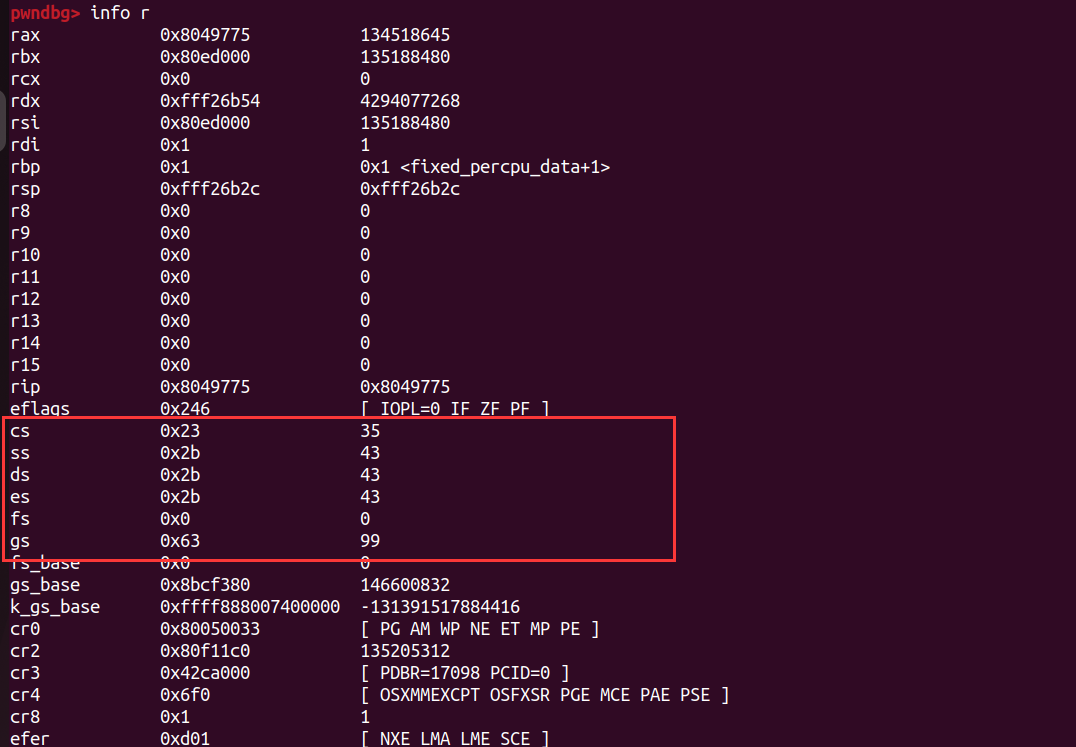 pwndbg> info r
rax 0x8049775 134518645
rbx 0x80ed000 135188480
rcx 0x0 0
rdx 0xfff26b54 4294077268
rsi 0x80ed000 135188480
rdi 0x1 1
rbp 0x1 0x1 <fixed_percpu_data+1>
rsp 0xfff26b2c 0xfff26b2c
r8 0x0 0
r9 0x0 0
r10 0x0 0
r11 0x0 0
r12 0x0 0
r13 0x0 0
r14 0x0 0
r15 0x0 0
rip 0x8049775 0x8049775
eflags 0x246 [ IOPL=0 IF ZF PF ]
cs 0x23 35
ss 0x2b 43
ds 0x2b 43
es 0x2b 43
fs 0x0 0
gs 0x63 99
fs_base 0x0 0
gs_base 0x8bcf380 146600832
k_gs_base 0xffff888007400000 -131391517884416
cr0 0x80050033 [ PG AM WP NE ET MP PE ]
cr2 0x80f11c0 135205312
cr3 0x42ca000 [ PDBR=17098 PCID=0 ]
cr4 0x6f0 [ OSXMMEXCPT OSFXSR PGE MCE PAE PSE ]
cr8 0x1 1
efer 0xd01 [ NXE LMA LME SCE ]